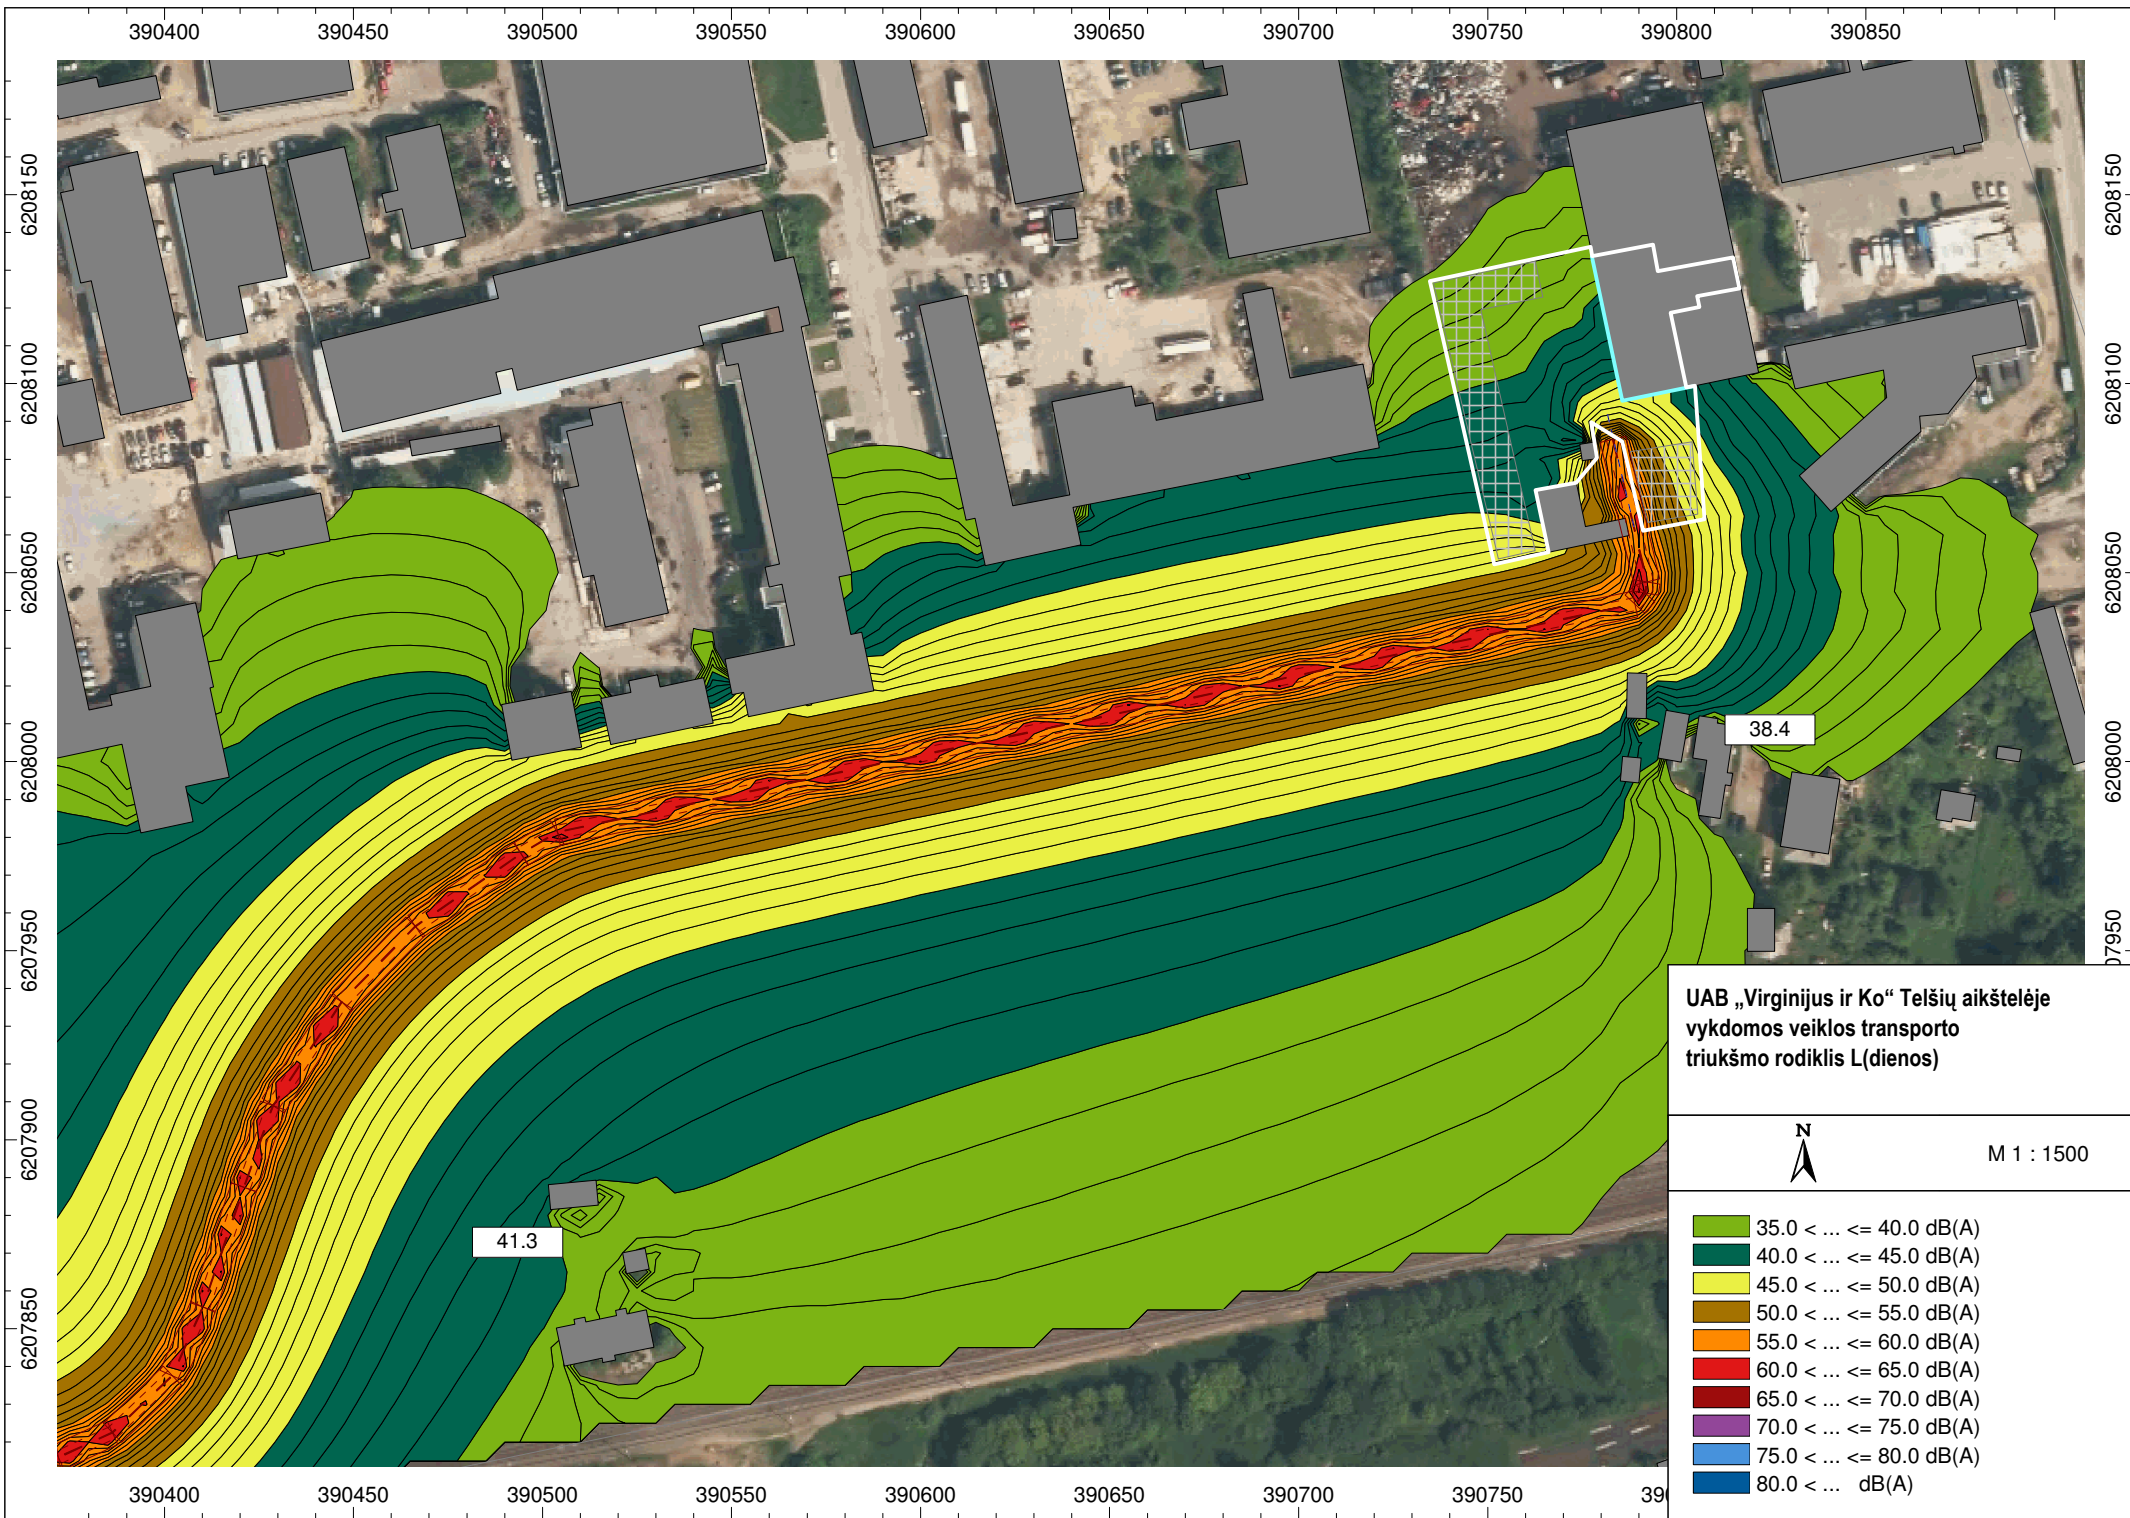 390400 390450 390500 390550 390600 390650 390700 390750 390800 390850
6208150
6208100
6208050
6208000
6207950
6207900
6207850
6208150
6208100
6208050
6208000
38.4
41.3
UAB „Virginijus ir Ko“ Telšių aikštelėje
vykdomos veiklos transporto
triukšmo rodiklis L(dienos)
N
M 1 : 1500
35.0 < ... <= 40.0 dB(A)
40.0 < ... <= 45.0 dB(A)
45.0 < ... <= 50.0 dB(A)
50.0 < ... <= 55.0 dB(A)
55.0 < ... <= 60.0 dB(A)
60.0 < ... <= 65.0 dB(A)
65.0 < ... <= 70.0 dB(A)
70.0 < ... <= 75.0 dB(A)
75.0 < ... <= 80.0 dB(A)
80.0 < ... dB(A)
390400 390450 390500 390550 390600 390650 390700 390750